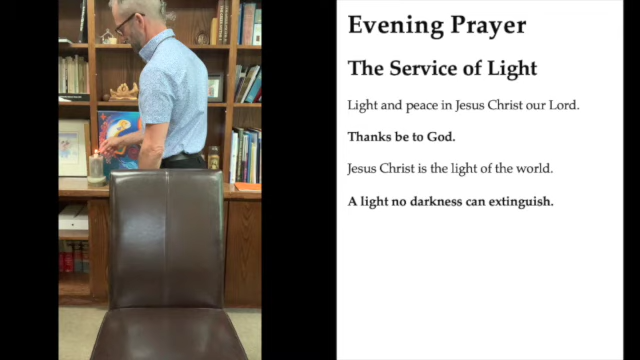 Evening Prayer
The Service of Light
Light and peace in Jesus Christ our Lord.
Thanks be to God.
Jesus Christ is the light of the world.
A light no darkness can extinguish.